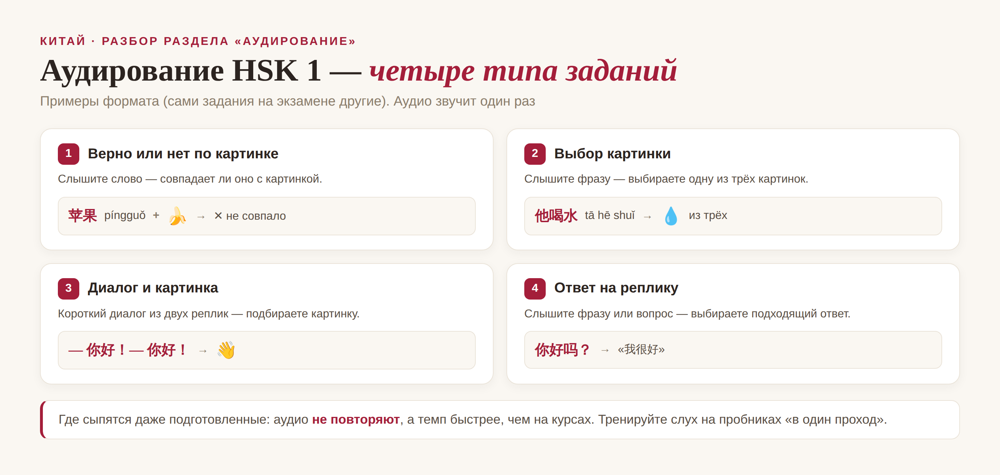 КИТАЙ · РАЗБОР РАЗДЕЛА «АУДИРОВАНИЕ»
Аудирование HSK 1 — четыре типа заданий
Примеры формата (сами задания на экзамене другие). Аудио звучит один раз
1 Верно или нет по картинке
Слышите слово — совпадает ли оно с картинкой.
苹果 píngguǒ + 🍌 → ✕ не совпало
2 Выбор картинки
Слышите фразу — выбираете одну из трёх картинок.
他喝水 tā hē shuǐ → 💧 из трёх
3 Диалог и картинка
Короткий диалог из двух реплик — подбираете картинку.
— 你好！— 你好！ → 👋
4 Ответ на реплику
Слышите фразу или вопрос — выбираете подходящий ответ.
你好吗？ → «我很好»
Где сыпятся даже подготовленные: аудио не повторяют, а темп быстрее, чем на курсах. Тренируйте слух на пробниках «в один проход».